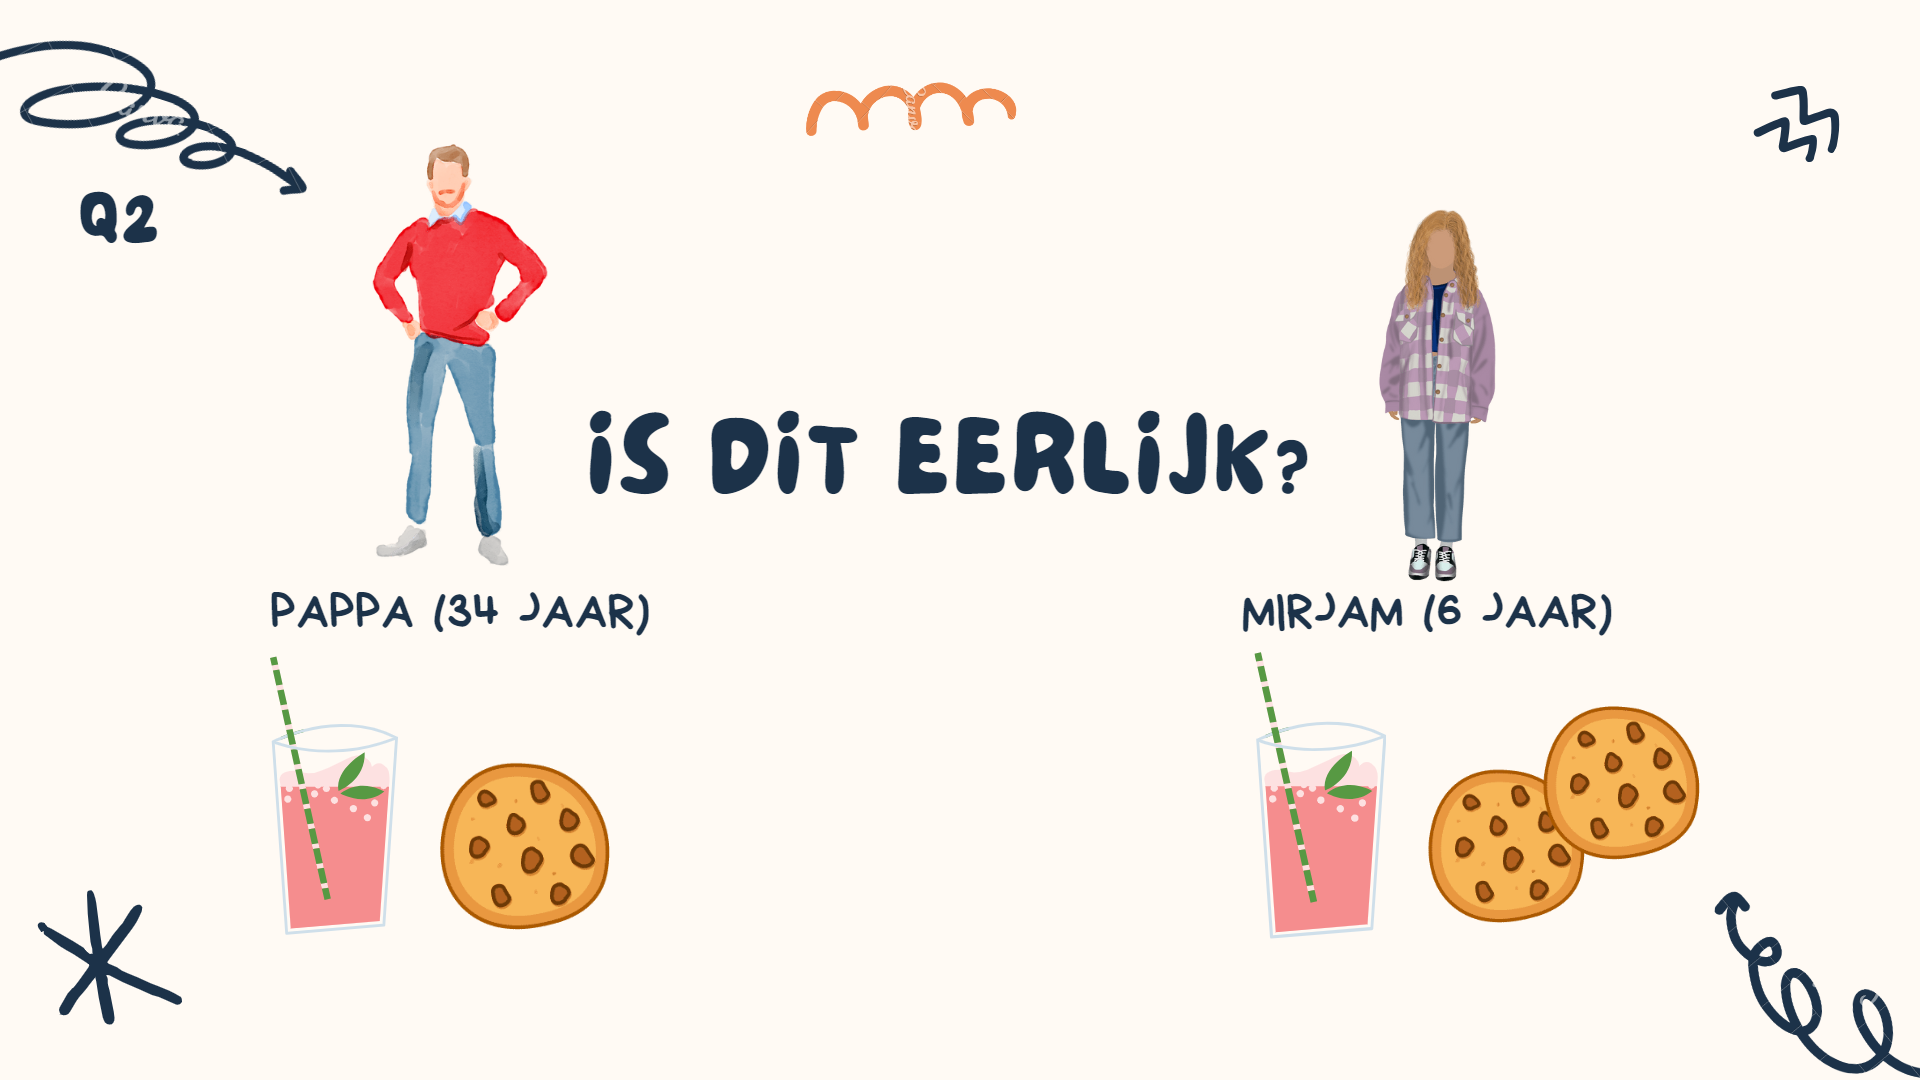 Q2
iS DiT EERLiJK?
PAPPA (34 JAAR)
MIRJAM (6 JAAR)